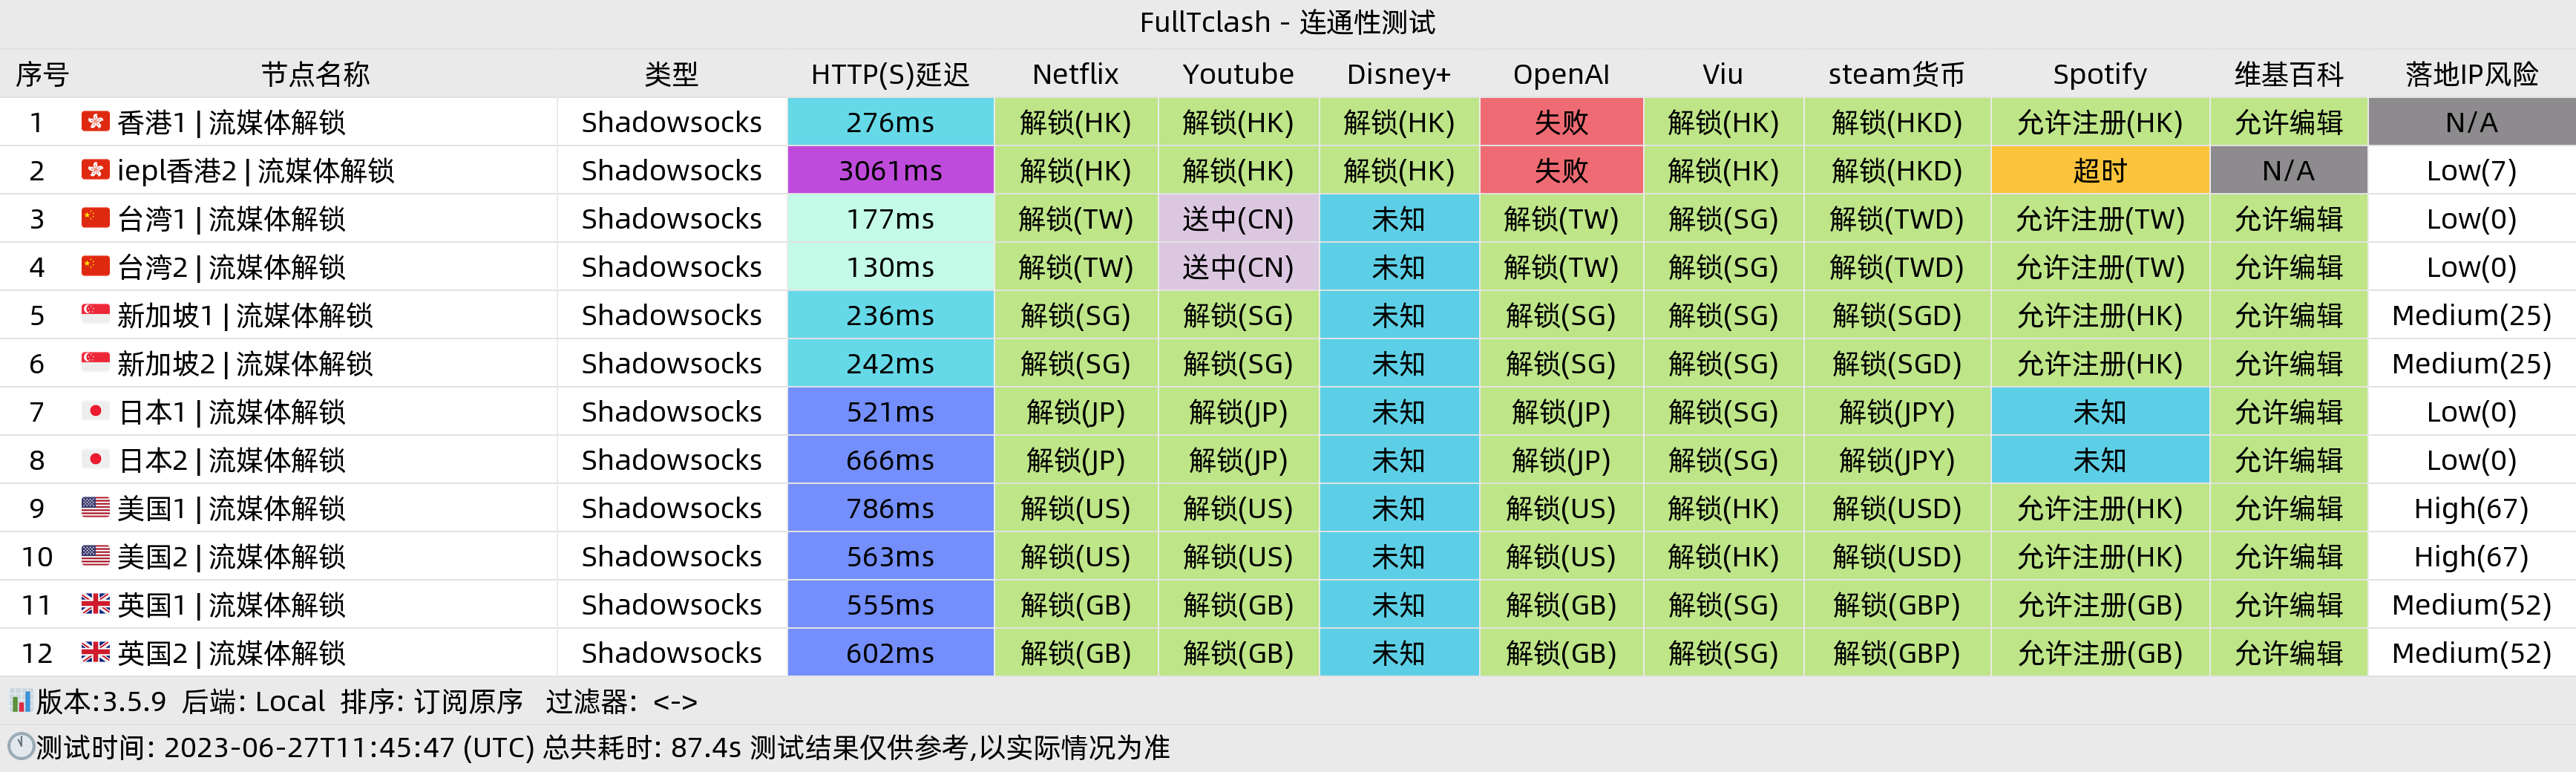 FullTclash - 连通性测试
序号 节点名称 类型 HTTP(S)延迟 Netflix Youtube Disney+ OpenAI Viu steam货币 Spotify 维基百科 落地IP风险
1 香港1 | 流媒体解锁 Shadowsocks 276ms 解锁(HK) 解锁(HK) 解锁(HK) 失败 解锁(HK) 解锁(HKD) 允许注册(HK) 允许编辑 N/A
2 iepl香港2 | 流媒体解锁 Shadowsocks 3061ms 解锁(HK) 解锁(HK) 解锁(HK) 失败 解锁(HK) 解锁(HKD) 超时 N/A Low(7)
3 台湾1 | 流媒体解锁 Shadowsocks 177ms 解锁(TW) 送中(CN) 未知 解锁(TW) 解锁(SG) 解锁(TWD) 允许注册(TW) 允许编辑 Low(0)
4 台湾2 | 流媒体解锁 Shadowsocks 130ms 解锁(TW) 送中(CN) 未知 解锁(TW) 解锁(SG) 解锁(TWD) 允许注册(TW) 允许编辑 Low(0)
5 新加坡1 | 流媒体解锁 Shadowsocks 236ms 解锁(SG) 解锁(SG) 未知 解锁(SG) 解锁(SG) 解锁(SGD) 允许注册(HK) 允许编辑 Medium(25)
6 新加坡2 | 流媒体解锁 Shadowsocks 242ms 解锁(SG) 解锁(SG) 未知 解锁(SG) 解锁(SG) 解锁(SGD) 允许注册(HK) 允许编辑 Medium(25)
7 日本1 | 流媒体解锁 Shadowsocks 521ms 解锁(JP) 解锁(JP) 未知 解锁(JP) 解锁(SG) 解锁(JPY) 未知 允许编辑 Low(0)
8 日本2 | 流媒体解锁 Shadowsocks 666ms 解锁(JP) 解锁(JP) 未知 解锁(JP) 解锁(SG) 解锁(JPY) 未知 允许编辑 Low(0)
9 美国1 | 流媒体解锁 Shadowsocks 786ms 解锁(US) 解锁(US) 未知 解锁(US) 解锁(HK) 解锁(USD) 允许注册(HK) 允许编辑 High(67)
10 美国2 | 流媒体解锁 Shadowsocks 563ms 解锁(US) 解锁(US) 未知 解锁(US) 解锁(HK) 解锁(USD) 允许注册(HK) 允许编辑 High(67)
11 英国1 | 流媒体解锁 Shadowsocks 555ms 解锁(GB) 解锁(GB) 未知 解锁(GB) 解锁(SG) 解锁(GBP) 允许注册(GB) 允许编辑 Medium(52)
12 英国2 | 流媒体解锁 Shadowsocks 602ms 解锁(GB) 解锁(GB) 未知 解锁(GB) 解锁(SG) 解锁(GBP) 允许注册(GB) 允许编辑 Medium(52)
版本:3.5.9 后端: Local 排序: 订阅原序 过滤器: <->
测试时间: 2023-06-27T11:45:47 (UTC) 总共耗时: 87.4s 测试结果仅供参考,以实际情况为准